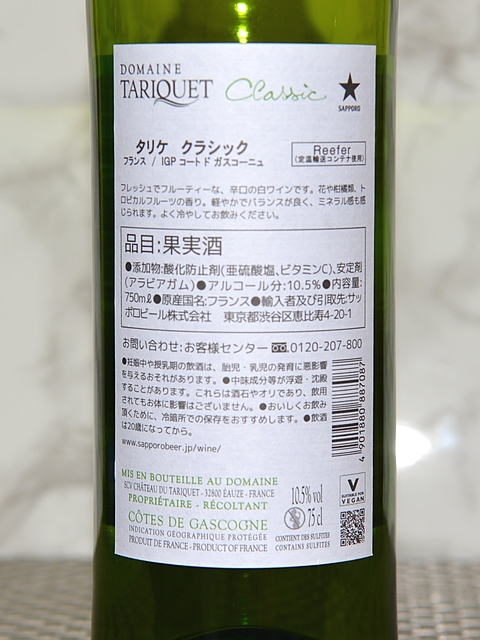 DOMAINE
TARIQUET Classic
SAPPORO
タリケ クラシック
フランス / IGP コート ド ガスコーニュ
Reefer
(定温輸送コンテナ使用)
フレッシュでフルーティーな、辛口の白ワインです。花や柑橘類、ト
ロピカルフルーツの香り。軽やかでバランスが良く、ミネラル感も感
じられます。よく冷やしてお飲みください。
品目:果実酒
●添加物:酸化防止剤(亜硫酸塩、ビタミンC)、安定剤
(アラビアガム)●アルコール分:10.5%●内容量:
750mℓ●原産国名:フランス●輸入者及び引取先:サッ
ポロビール株式会社 東京都渋谷区恵比寿4-20-1
お問い合わせ:お客様センター 0120-207-800
●妊娠中や授乳期の飲酒は、胎児・乳児の発育に悪影響
を与えるおそれがあります。●中味成分等が浮遊・沈殿
することがあります。これらは酒石やオリであり、飲用
されてもお体に影響はございません。●おいしくお飲み
頂くために、冷暗所での保存をおすすめします。●飲酒
は20歳になってから。
www.sapporobeer.jp/wine/
4 901880 887087
MIS EN BOUTEILLE AU DOMAINE
SCV CHÂTEAU DU TARIQUET - 32800 ÉAUZE - FRANCE
PROPRIÉTAIRE - RÉCOLTANT
CÔTES DE GASCOGNE
INDICATION GÉOGRAPHIQUE PROTÉGÉE
PRODUIT DE FRANCE - PRODUCT OF FRANCE
10.5% vol
75 cl
CONTIENT DES SULFITES
CONTAINS SULFITES
V
SUITABLE FOR
VEGAN